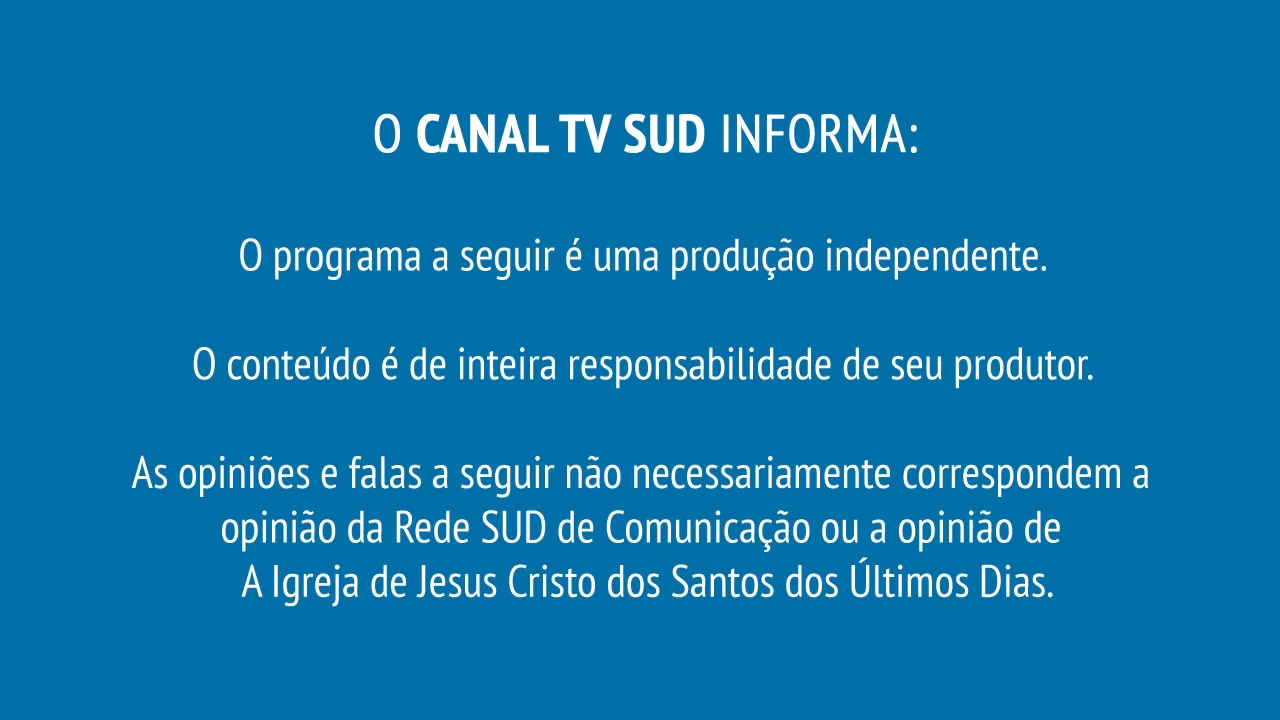 O CANAL TV SUD INFORMA:
O programa a seguir é uma produção independente.
O conteúdo é de inteira responsabilidade de seu produtor.
As opiniões e falas a seguir não necessariamente correspondem a
opinião da Rede SUD de Comunicação ou a opinião de
A Igreja de Jesus Cristo dos Santos dos Últimos Dias.